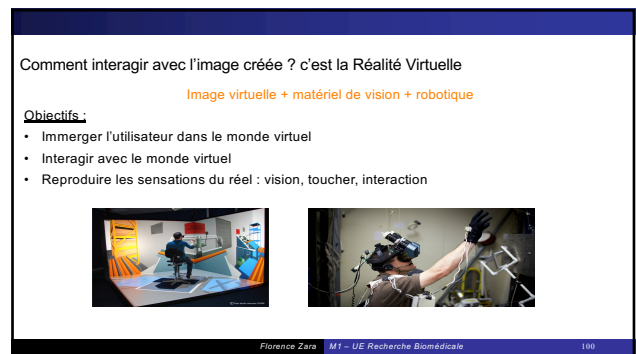 Comment interagir avec l'image créée ? c'est la Réalité Virtuelle
Image virtuelle + matériel de vision + robotique
Objectifs :
• Immerger l'utilisateur dans le monde virtuel
• Interagir avec le monde virtuel
• Reproduire les sensations du réel : vision, toucher, interaction
Florence Zara M1 – UE Recherche Biomédicale 100